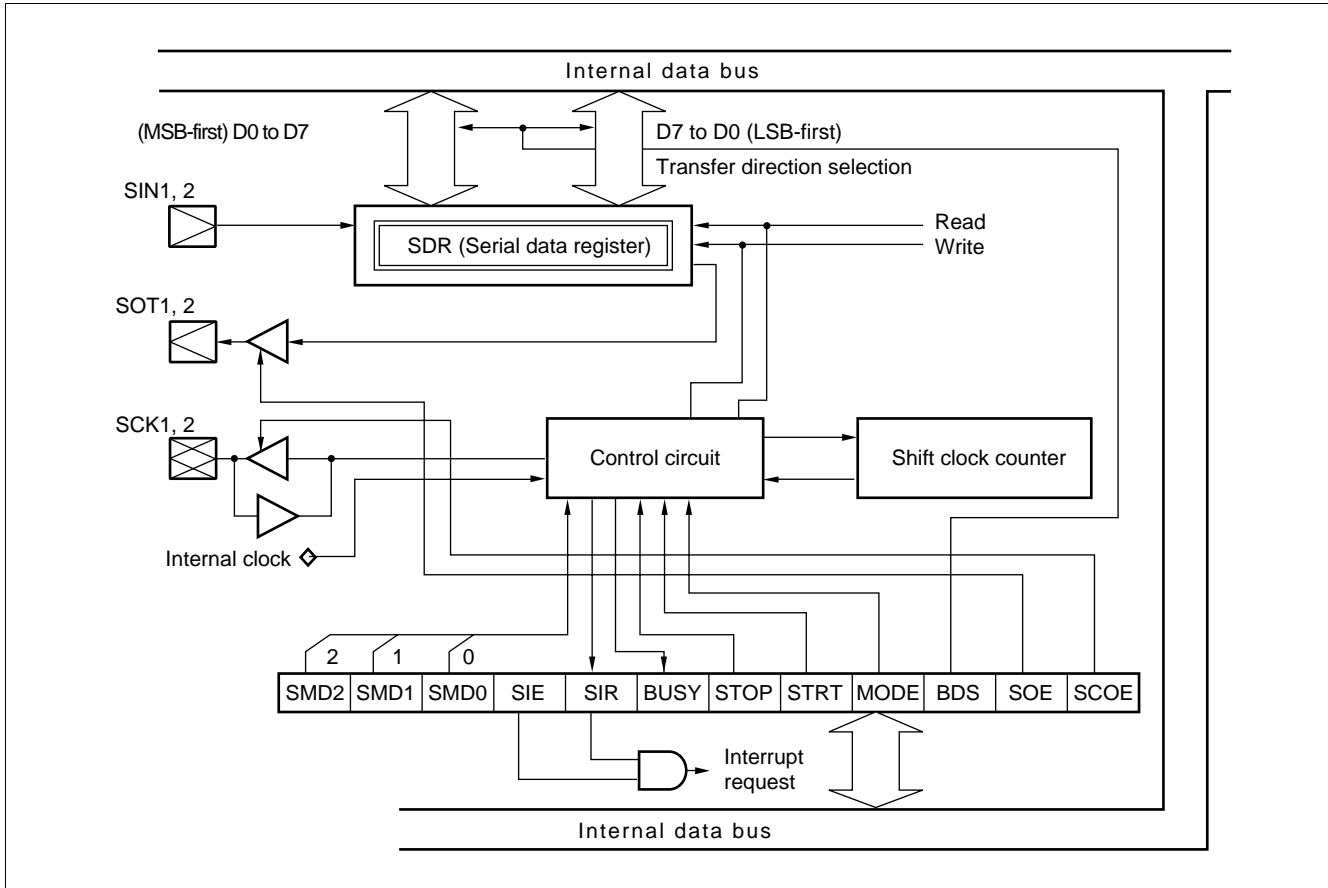 Internal data bus
(MSB-first) D0 to D7
D7 to D0 (LSB-first)
Transfer direction selection
SIN1, 2
Read
Write
SDR (Serial data register)
SOT1, 2
SCK1, 2
Control circuit
Shift clock counter
Internal clock
2
1
0
SMD2 SMD1 SMD0 SIE SIR BUSY STOP STRT MODE BDS SOE SCOE
Interrupt
request
Internal data bus